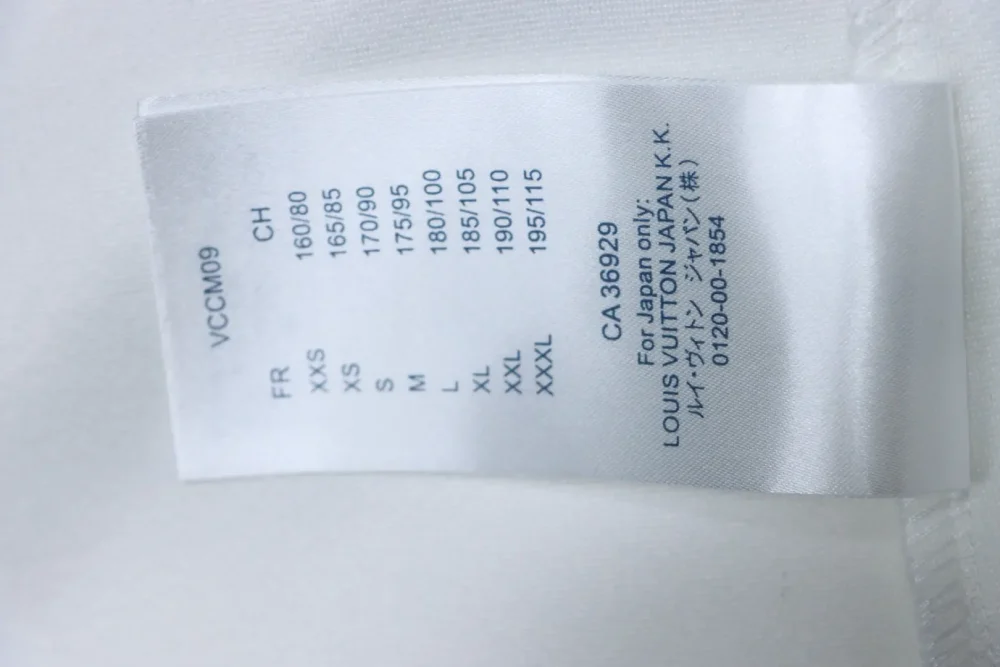 VCCM09
FR CH
XXS 160/80
XS 165/85
S 170/90
M 175/95
L 180/100
XL 185/105
XXL 190/110
XXXL 195/115
CA 36929
For Japan only:
LOUIS VUITTON JAPAN K.K.
ルイ・ヴィトン ジャパン(株)
0120-00-1854